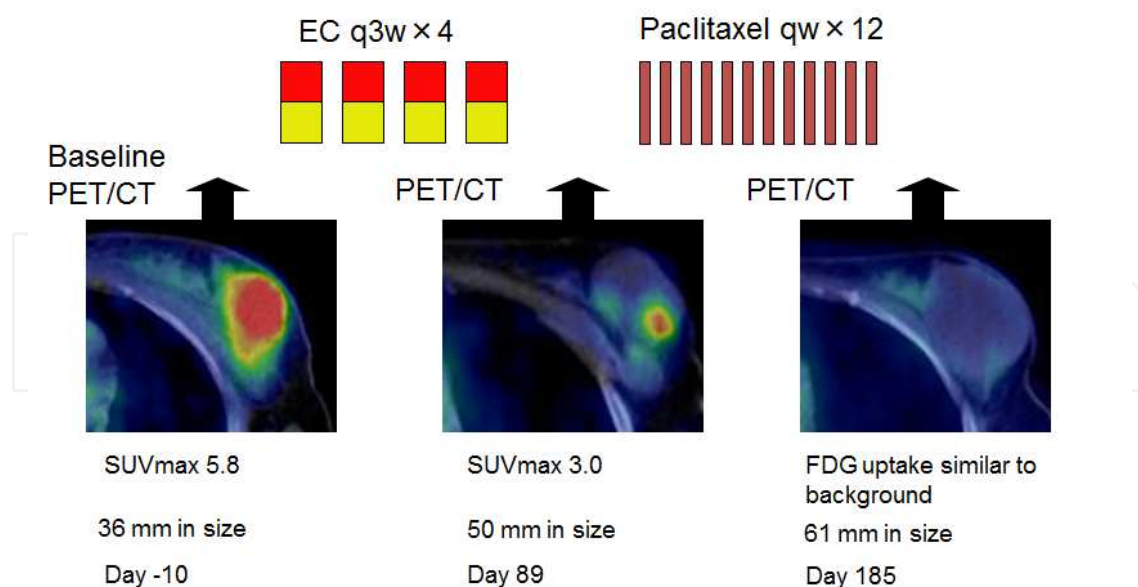 EC q3w × 4
Paclitaxel qw × 12
Baseline
PET/CT
PET/CT
PET/CT
SUVmax 5.8
SUVmax 3.0
FDG uptake similar to
background
36 mm in size
50 mm in size
61 mm in size
Day -10
Day 89
Day 185